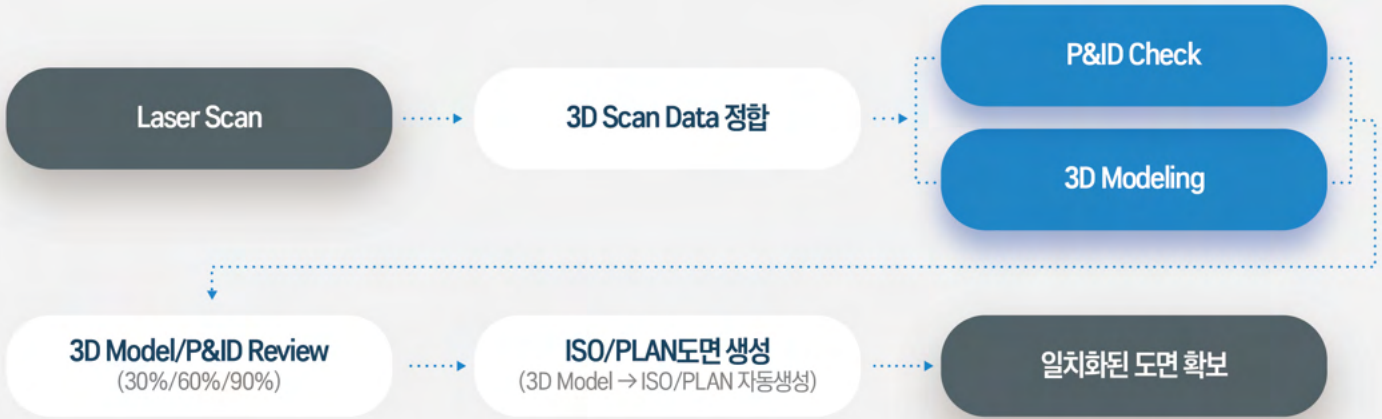 Laser Scan
3D Scan Data 정합
P&ID Check
3D Modeling
3D Model/P&ID Review
(30%/60%/90%)
ISO/PLAN도면 생성
(3D Model → ISO/PLAN 자동생성)
일치화된 도면 확보